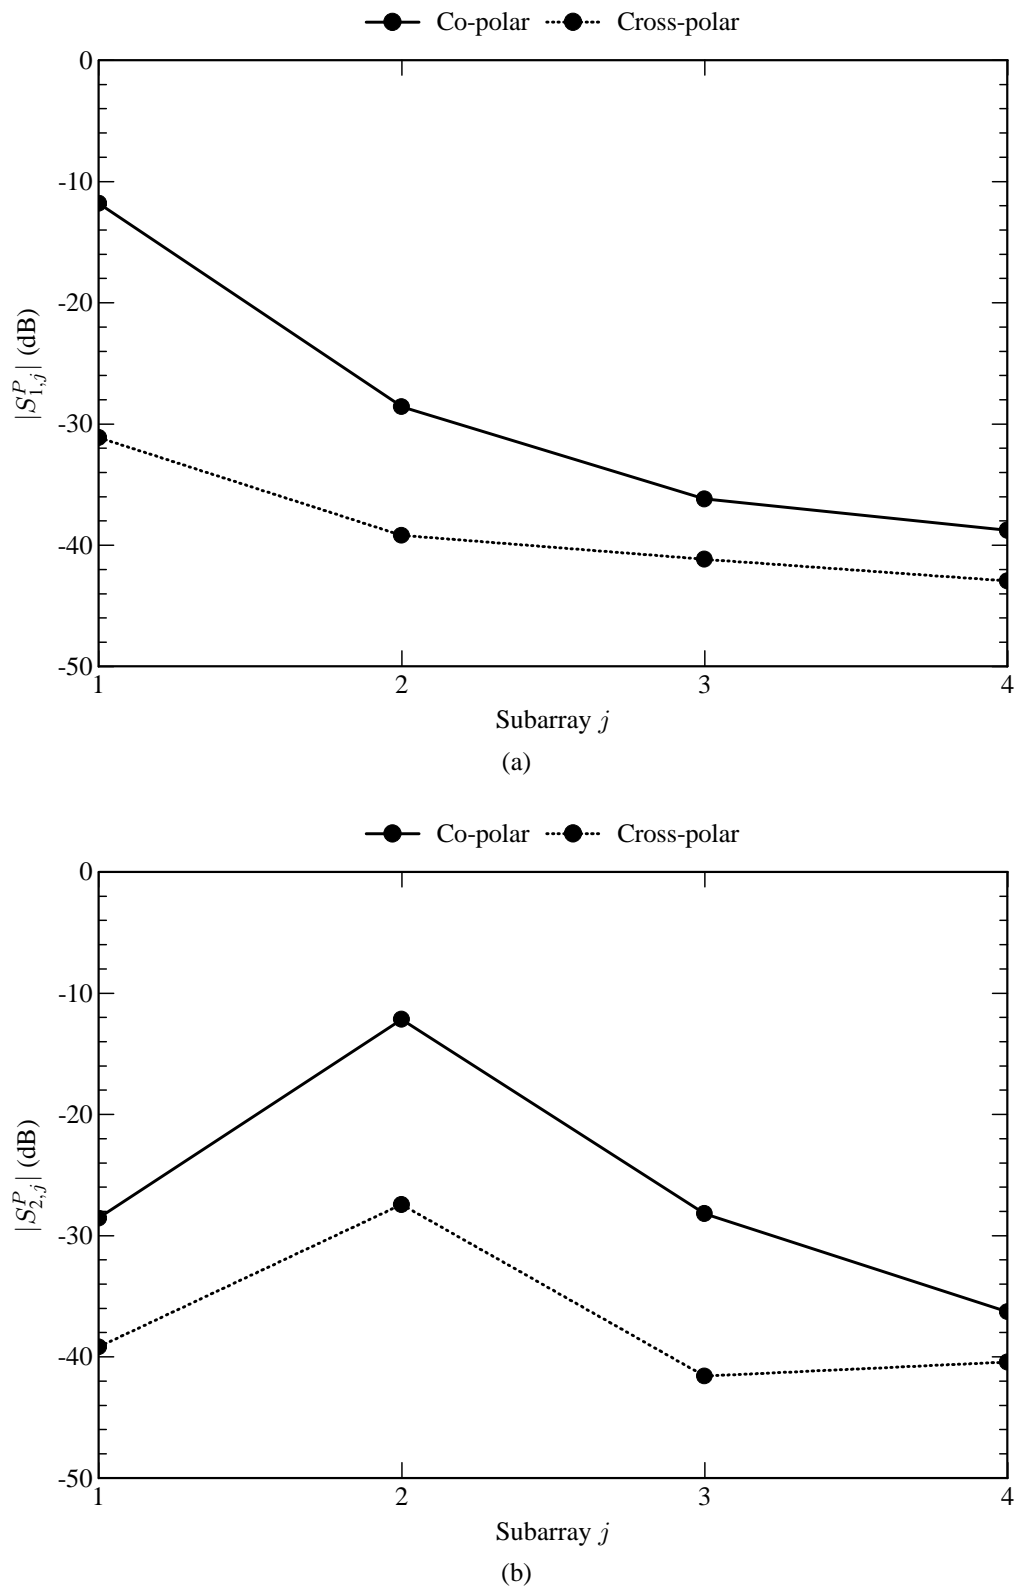 Co-polar Cross-polar
0
-10
-20
-30
-40
-50
|S^P_{1,j}| (dB)
1 2 3 4
Subarray j
(a)
Co-polar Cross-polar
0
-10
-20
-30
-40
-50
|S^P_{2,j}| (dB)
1 2 3 4
Subarray j
(b)